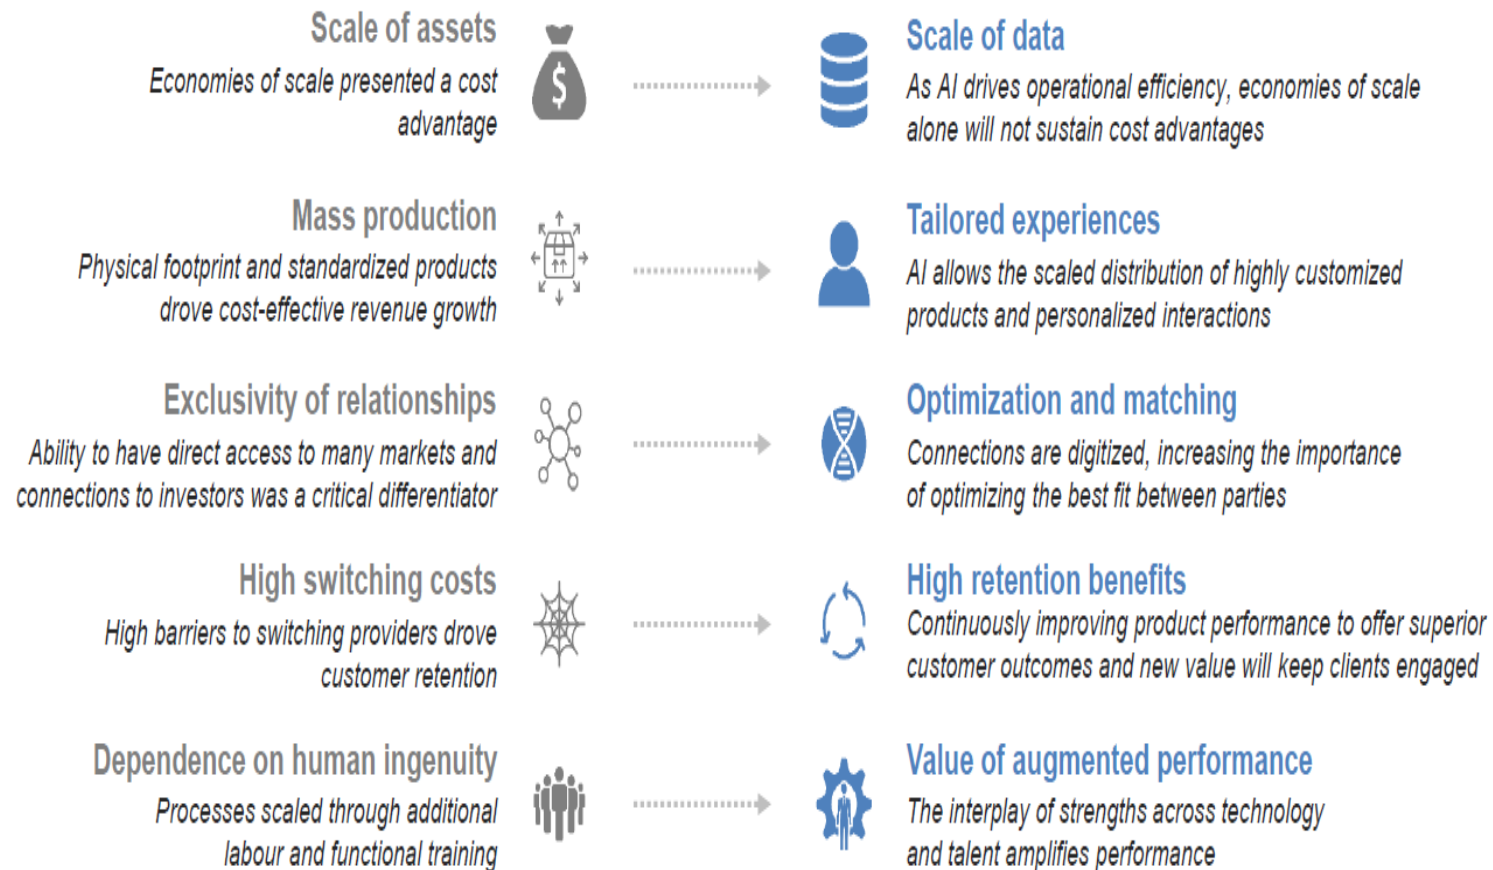 Scale of assets
Economies of scale presented a cost
advantage
$
Scale of data
As AI drives operational efficiency, economies of scale
alone will not sustain cost advantages
Mass production
Physical footprint and standardized products
drove cost-effective revenue growth
Tailored experiences
AI allows the scaled distribution of highly customized
products and personalized interactions
Exclusivity of relationships
Ability to have direct access to many markets and
connections to investors was a critical differentiator
Optimization and matching
Connections are digitized, increasing the importance
of optimizing the best fit between parties
High switching costs
High barriers to switching providers drove
customer retention
High retention benefits
Continuously improving product performance to offer superior
customer outcomes and new value will keep clients engaged
Dependence on human ingenuity
Processes scaled through additional
labour and functional training
Value of augmented performance
The interplay of strengths across technology
and talent amplifies performance